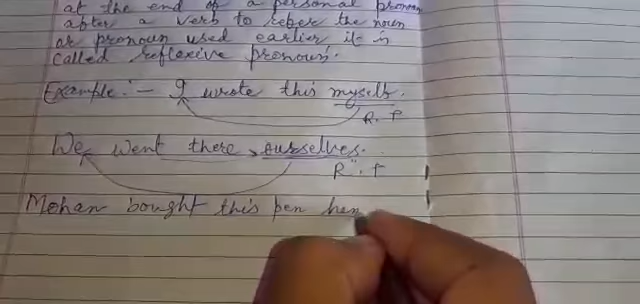 at the end of a personal pronoun
after a verb to refer the noun
or pronoun used earlier it is
called reflexive pronoun.
Example:- I wrote this myself.
R. P
We went there ourselves.
R. P
Mohan bought this pen hem